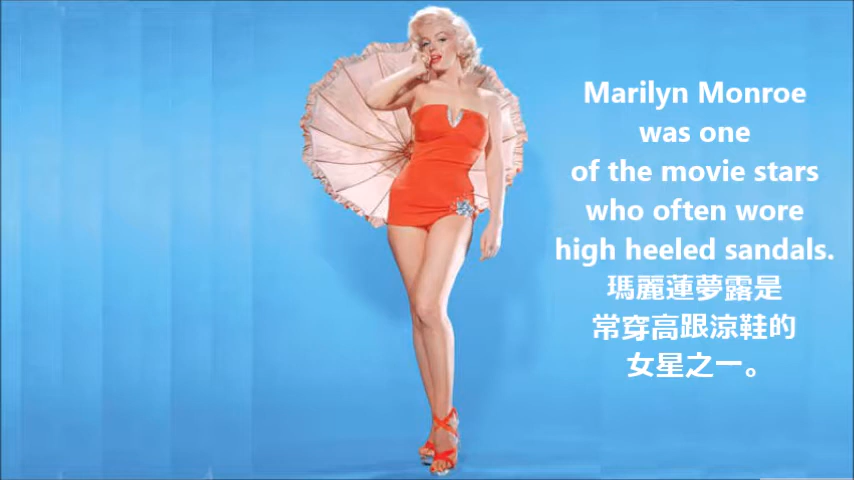 Marilyn Monroe
was one
of the movie stars
who often wore
high heeled sandals.
瑪麗蓮夢露是
常穿高跟涼鞋的
女星之一。